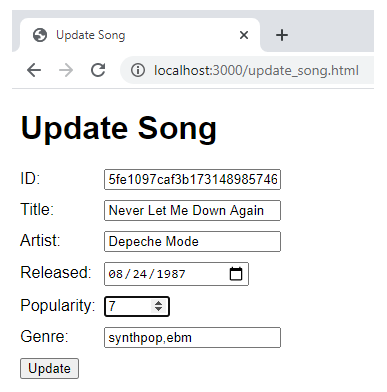 Update Song
localhost:3000/update_song.html
Update Song
ID: 5fe1097caf3b173148985746
Title: Never Let Me Down Again
Artist: Depeche Mode
Released: 08/24/1987
Popularity: 7
Genre: synthpop,ebm
Update